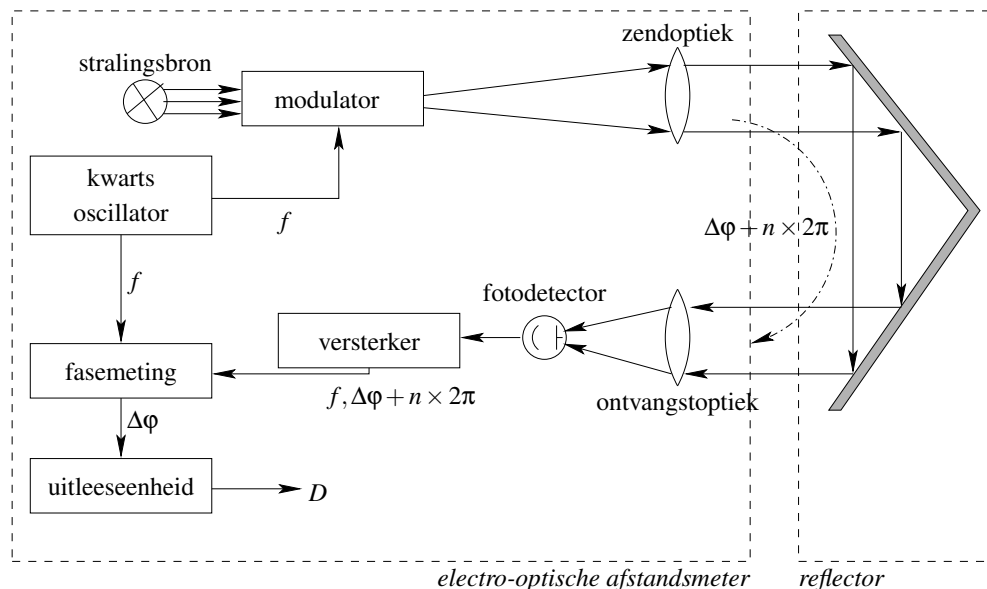 zendoptiek
stralingsbron
modulator
kwarts
oscillator
f
Δφ + n × 2π
f
fotodetector
versterker
fasemeting
f, Δφ + n × 2π
ontvangstoptiek
Δφ
uitleeseenheid
D
electro-optische afstandsmeter
reflector